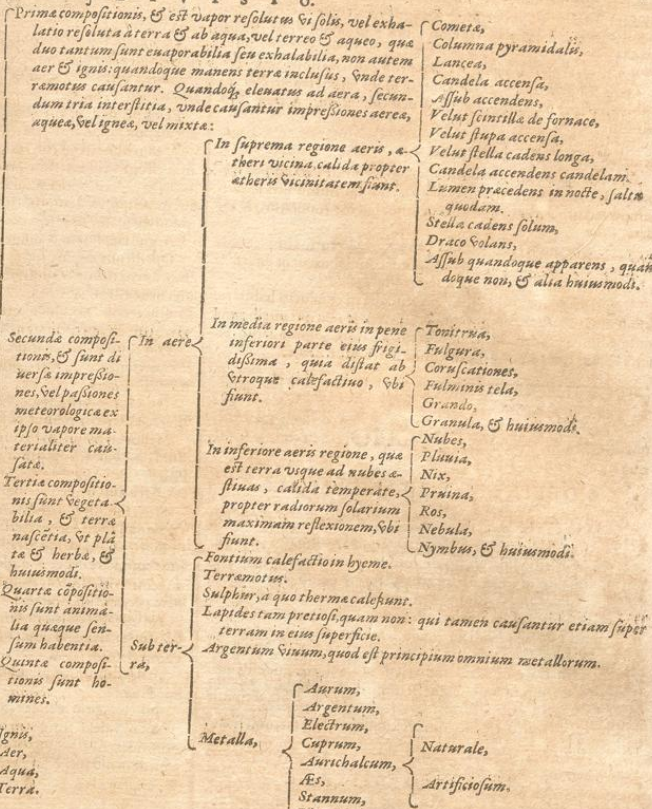 Primæ compositionis, & est vapor resolutus vi solis, vel exha-
latio resoluta à terra & ab aqua, vel terreo & aqueo, quæ
duo tantum sunt euaporabilia seu exhalabilia, non autem
aer & ignis: quandoque manens terræ inclusus, vnde ter-
ræmotus causantur. Quandoq; eleuatus ad aera, secun-
dum tria interstitia, vnde causantur impreßiones aereæ,
aqueæ, vel igneæ, vel mixtæ:
In suprema regione aeris, æ-
theri vicina calida propter
ætheris vicinitatem fiunt.
Cometæ,
Columna pyramidalis,
Lancea,
Candela accensa,
Assub accendens,
Velut scintillæ de fornace,
Velut stupa accensa,
Velut stella cadens longa,
Candela accendens candelam.
Lumen præcedens in nocte, saltu
quodam.
Stella cadens solum,
Draco volans,
Assub quandoque apparens, quan
doque non, & alia huiusmodi.
Secundæ composi-
tionis, & sunt di
uersæ impreßio-
nes, vel passiones
meteorologicæ ex
ipso vapore ma-
terialiter cau-
satæ.
Tertiæ compositio-
nis sunt vegeta-
bilia, & terræ
nascẽtia, vt plã
tæ & herbæ, &
huiusmodi.
Quartæ cõpositio-
nis sunt anima-
lia quæque sen-
sum habentia.
Quintæ composi-
tionis sunt ho-
mines.
In aere
In media regione aeris in pene
inferiori parte eius frigi-
dißima, quia distat ab
vtroque calefactiuo, vbi
fiunt.
Tonitrua,
Fulgura,
Coruscationes,
Fulminis tela,
Grando,
Granula, & huiusmodi.
In inferiore aeris regione, quæ
est terra vsque ad nubes æ-
stiuas, calida temperate,
propter radiorum solarium
maximam reflexionem, vbi
fiunt.
Nubes,
Pluuia,
Nix,
Pruina,
Ros,
Nebula,
Nymbus, & huiusmodi.
Sub ter-
ra,
Fontium calefactio in hyeme.
Terræmotus.
Sulphur, à quo thermæ calescunt.
Lapides tam pretiosi, quam non: qui tamen causantur etiam super
terram in eius superficie.
Argentum viuum, quod est principium omnium metallorum.
Metalla,
Aurum,
Argentum,
Electrum,
Cuprum,
Aurichalcum,
Æs,
Stannum,
Naturale,
Artificiosum.
Ignis,
Aer,
Aqua,
Terra.